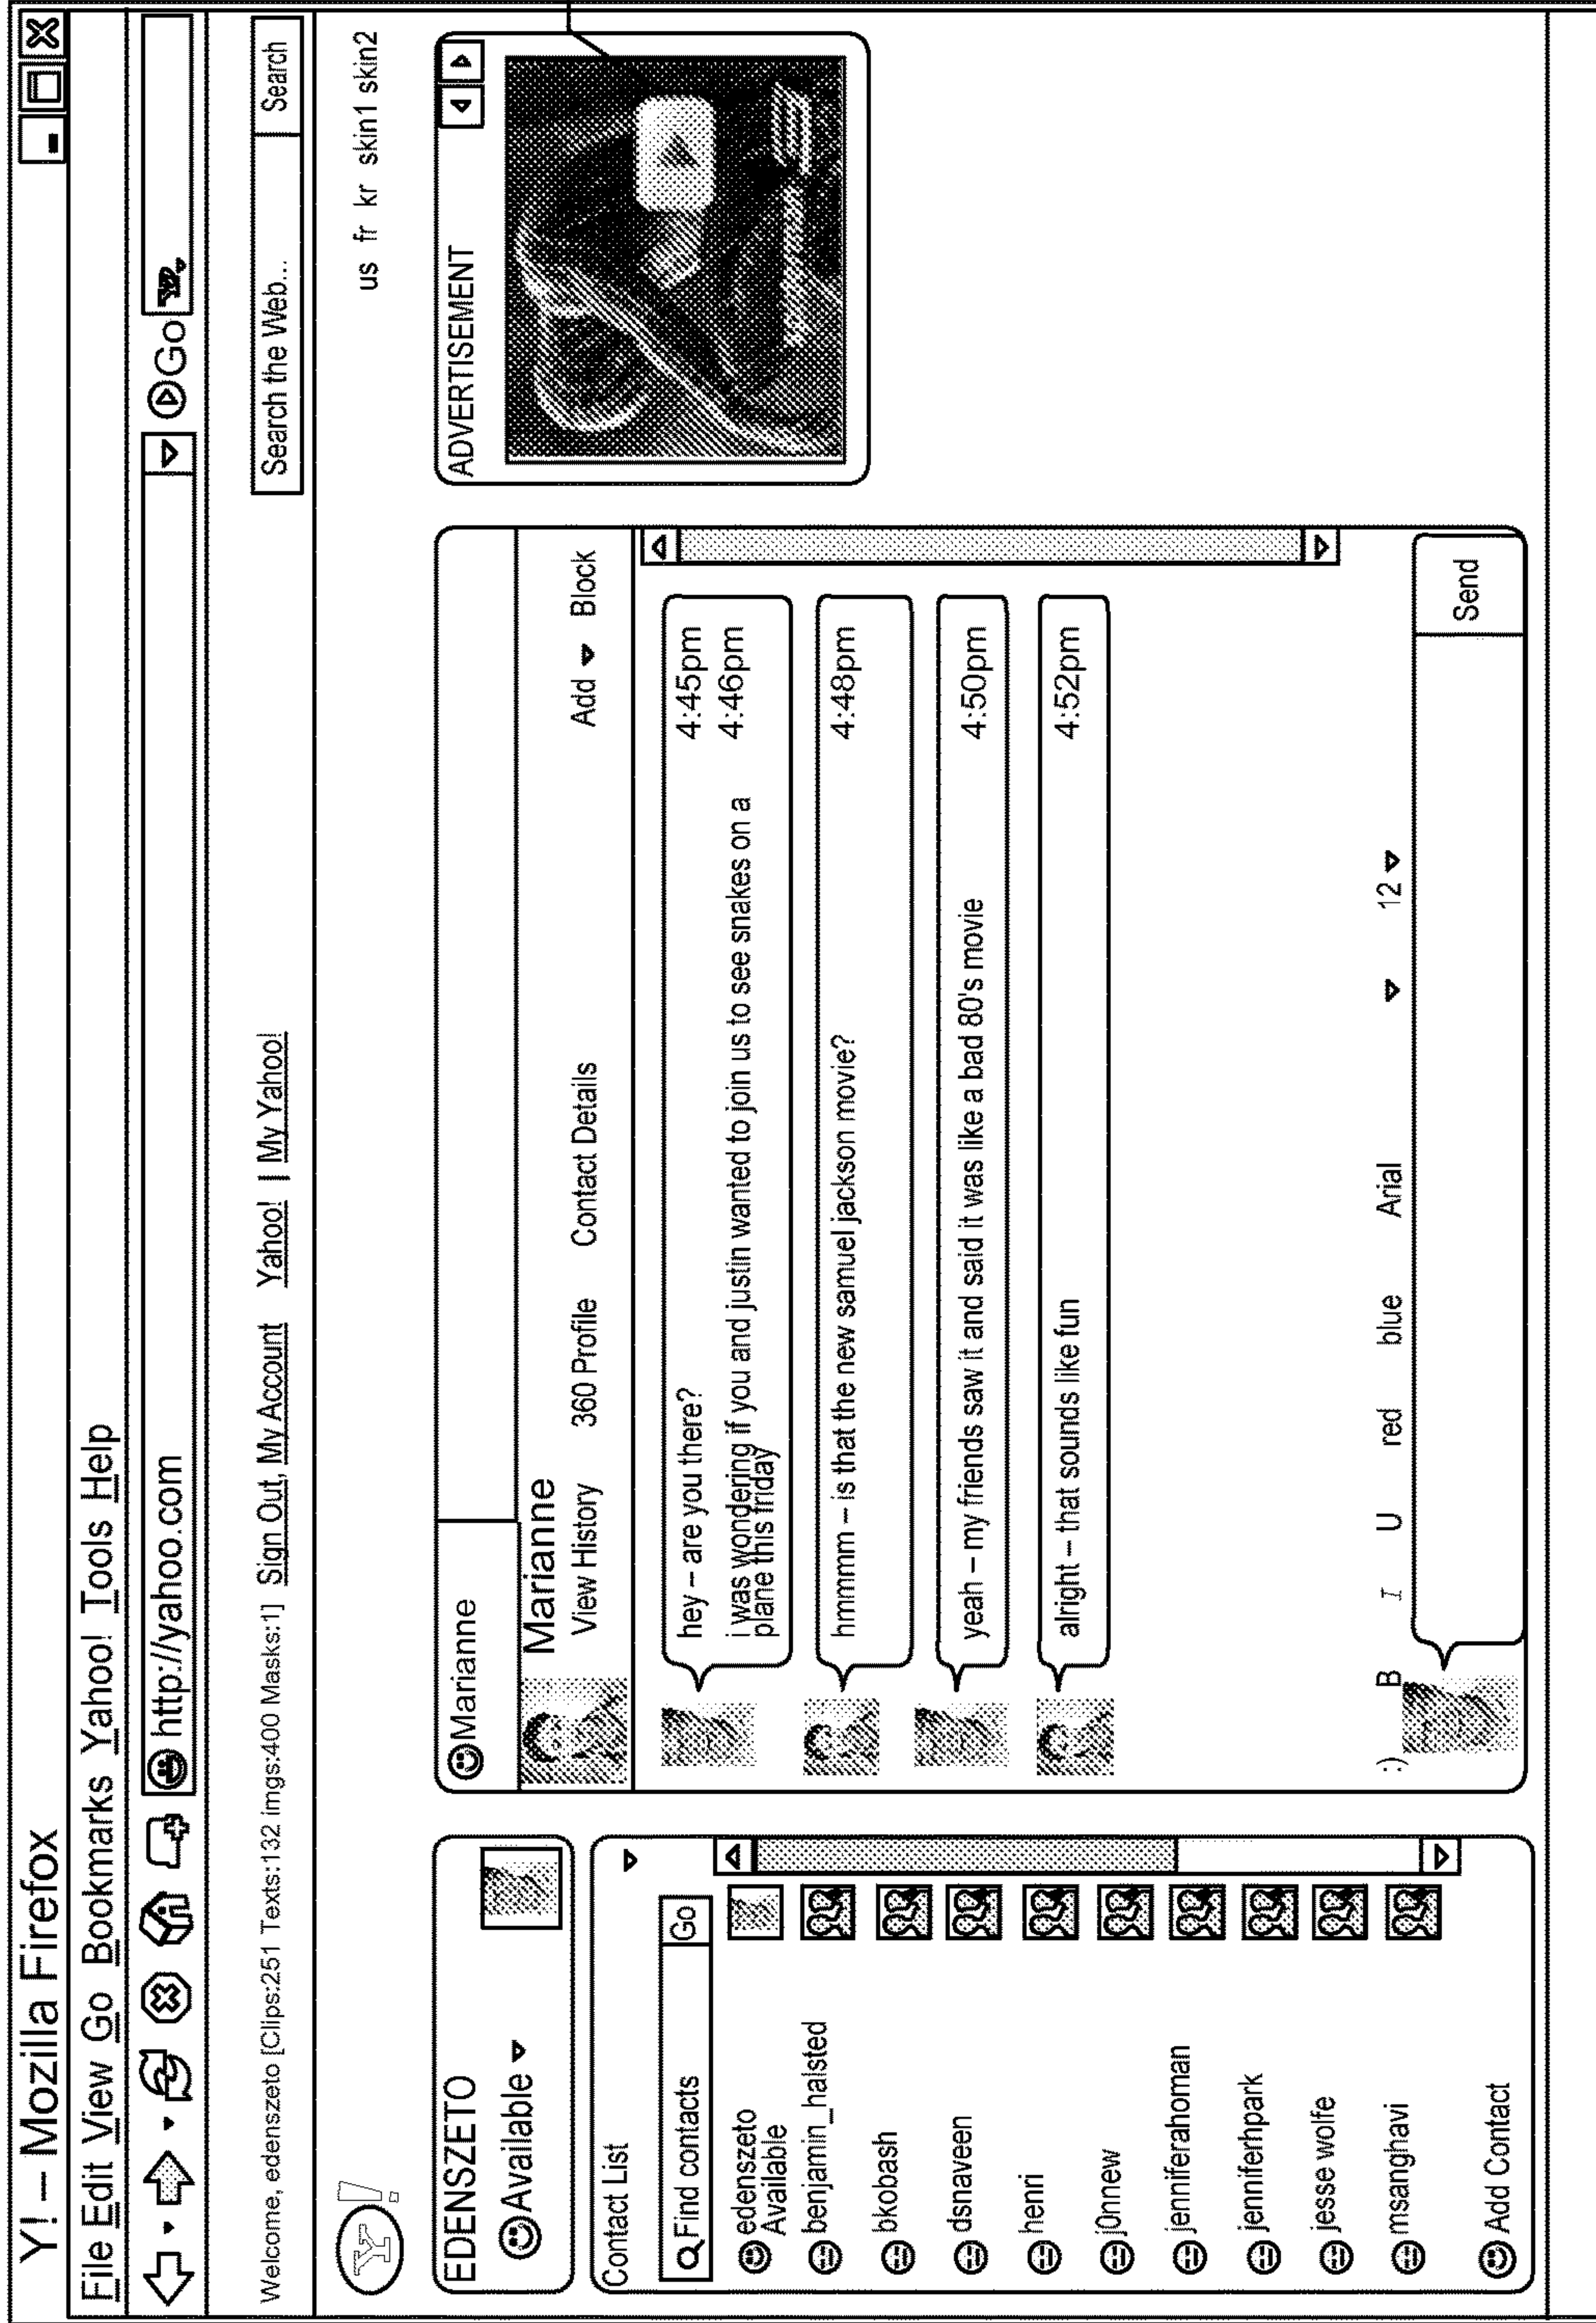 Y! – Mozilla Firefox
File Edit View Go Bookmarks Yahoo! Tools Help
http://yahoo.com
Go
Welcome, edenszeto [Clips:251 Texts:132 imgs:400 Masks:1] Sign Out, My Account Yahoo! | My Yahoo!
Search the Web... Search
Y!
us fr kr skin1 skin2
EDENSZETO
Available
Contact List
Find contacts Go
edenszeto
Available
benjamin_halsted
bkobash
dsnaveen
henri
j0nnew
jenniferahoman
jenniferhpark
jesse wolfe
msanghavi
Add Contact
Marianne
Marianne
View History 360 Profile Contact Details Add Block
hey – are you there? 4:45pm
i was wondering if you and justin wanted to join us to see snakes on a 4:46pm
plane this friday
hmmmm – is that the new samuel jackson movie? 4:48pm
yeah – my friends saw it and said it was like a bad 80's movie 4:50pm
alright – that sounds like fun 4:52pm
:) B I U red blue Arial 12
Send
ADVERTISEMENT